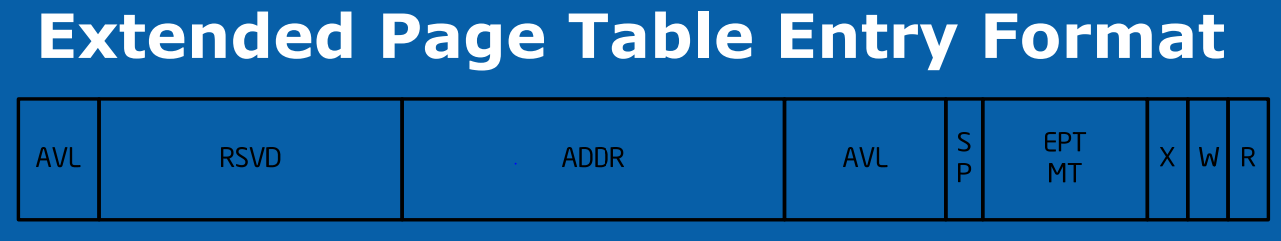 Extended Page Table Entry Format
AVL RSVD ADDR AVL S P EPT MT X W R